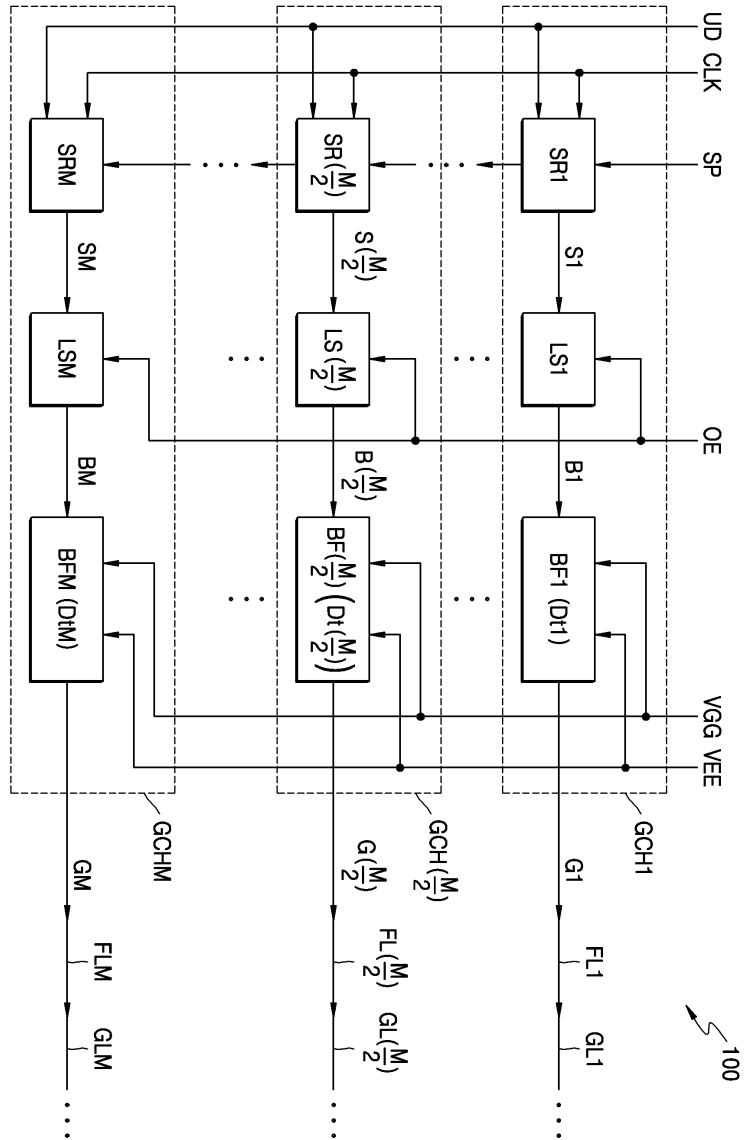 100
UD
CLK
SP
OE
VGG
VEE
SR1
S1
LS1
B1
BF1 (Dt1)
GCH1
G1
FL1
GL1
SR(M/2)
S(M/2)
LS(M/2)
B(M/2)
BF(M/2) (Dt(M/2))
GCH(M/2)
G(M/2)
FL(M/2)
GL(M/2)
SRM
SM
LSM
BM
BFM (DtM)
GCHM
GM
FLM
GLM